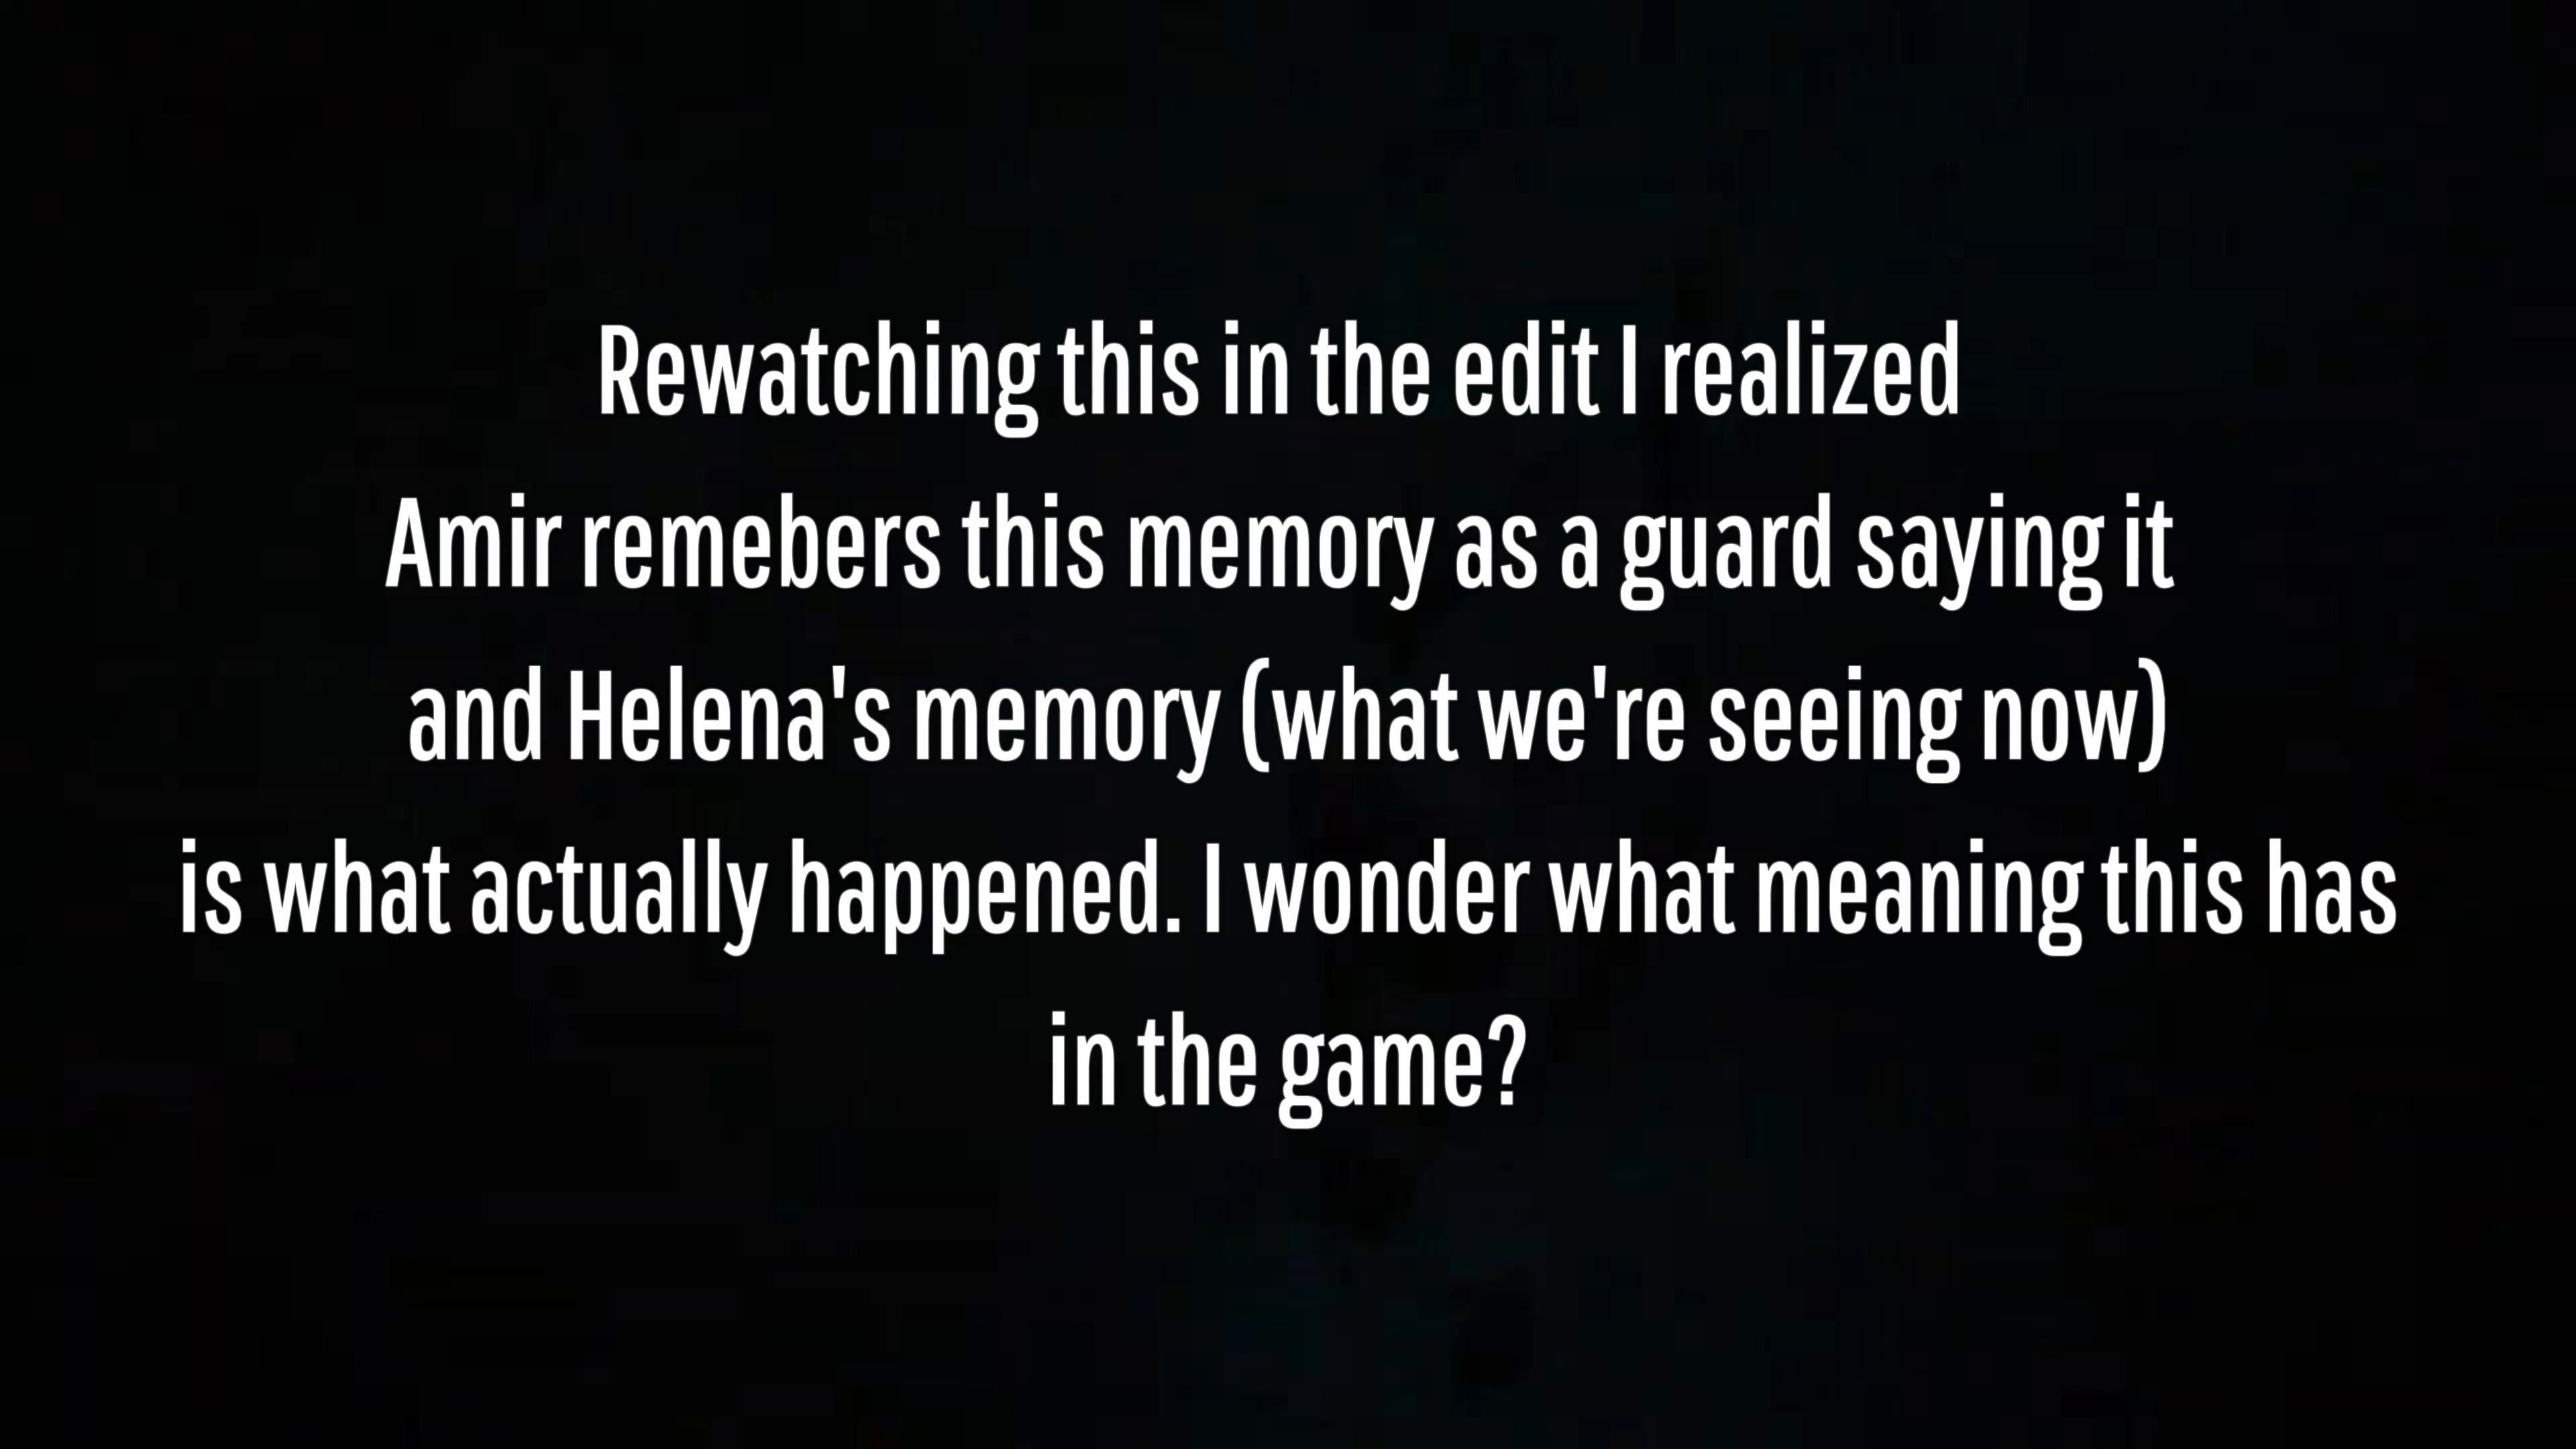 Rewatching this in the edit I realized
Amir remebers this memory as a guard saying it
and Helena's memory (what we're seeing now)
is what actually happened. I wonder what meaning this has
in the game?